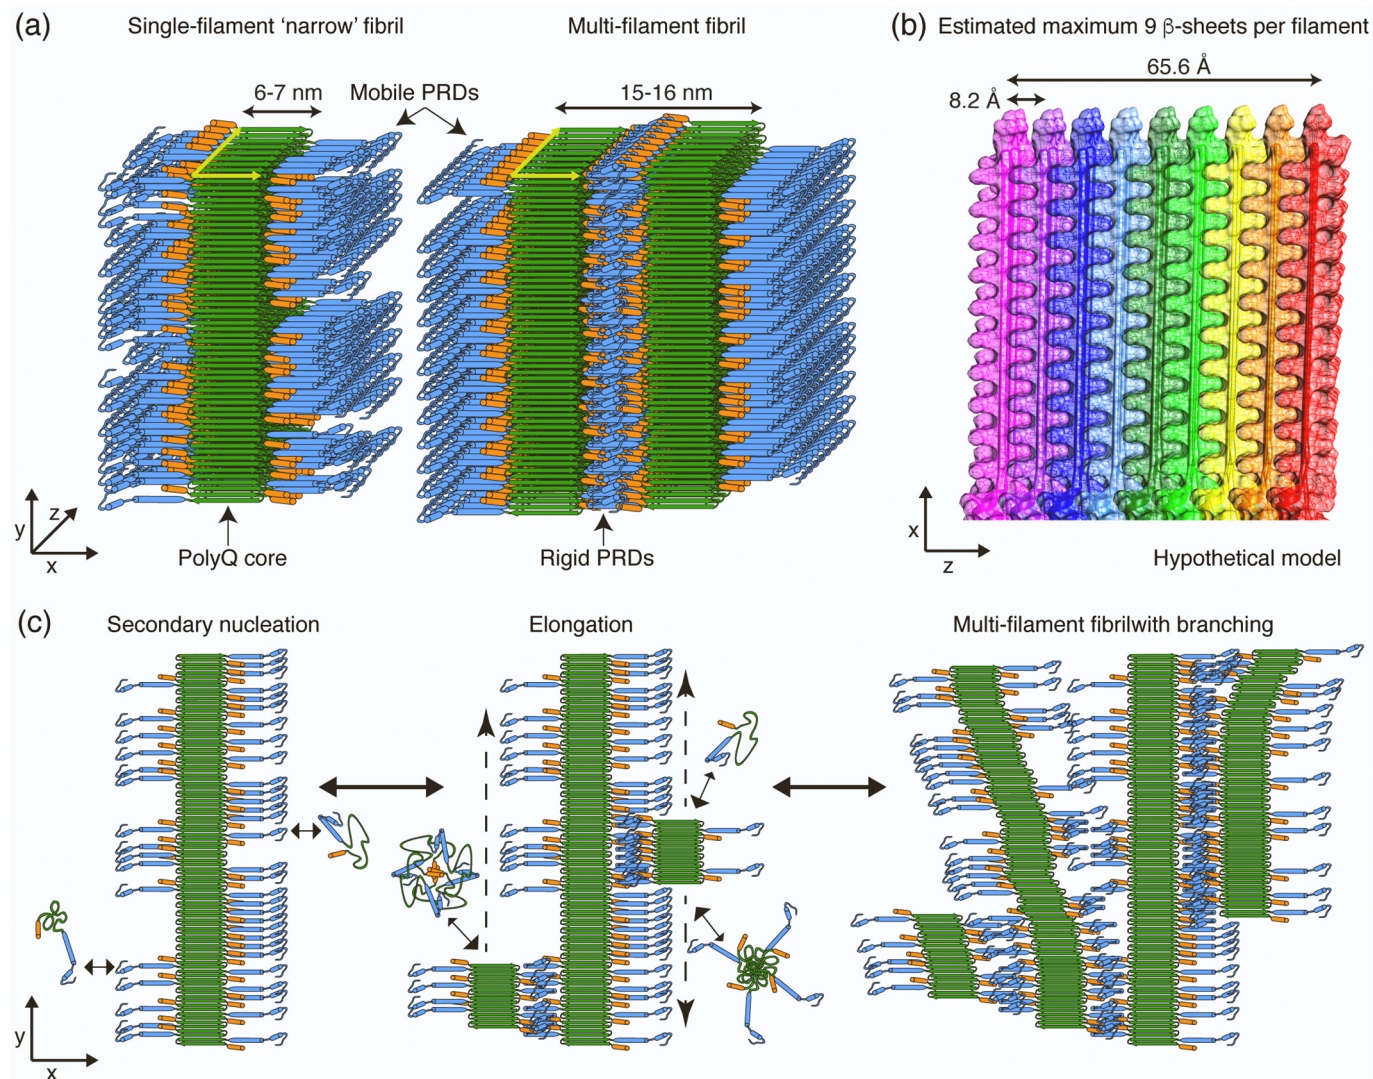 (a)
Single-filament ‘narrow’ fibril
Multi-filament fibril
6-7 nm
Mobile PRDs
15-16 nm
y
z
x
PolyQ core
Rigid PRDs
(b)
Estimated maximum 9 β-sheets per filament
65.6 Å
8.2 Å
x
z
Hypothetical model
(c)
Secondary nucleation
Elongation
Multi-filament fibrilwith branching
y
x